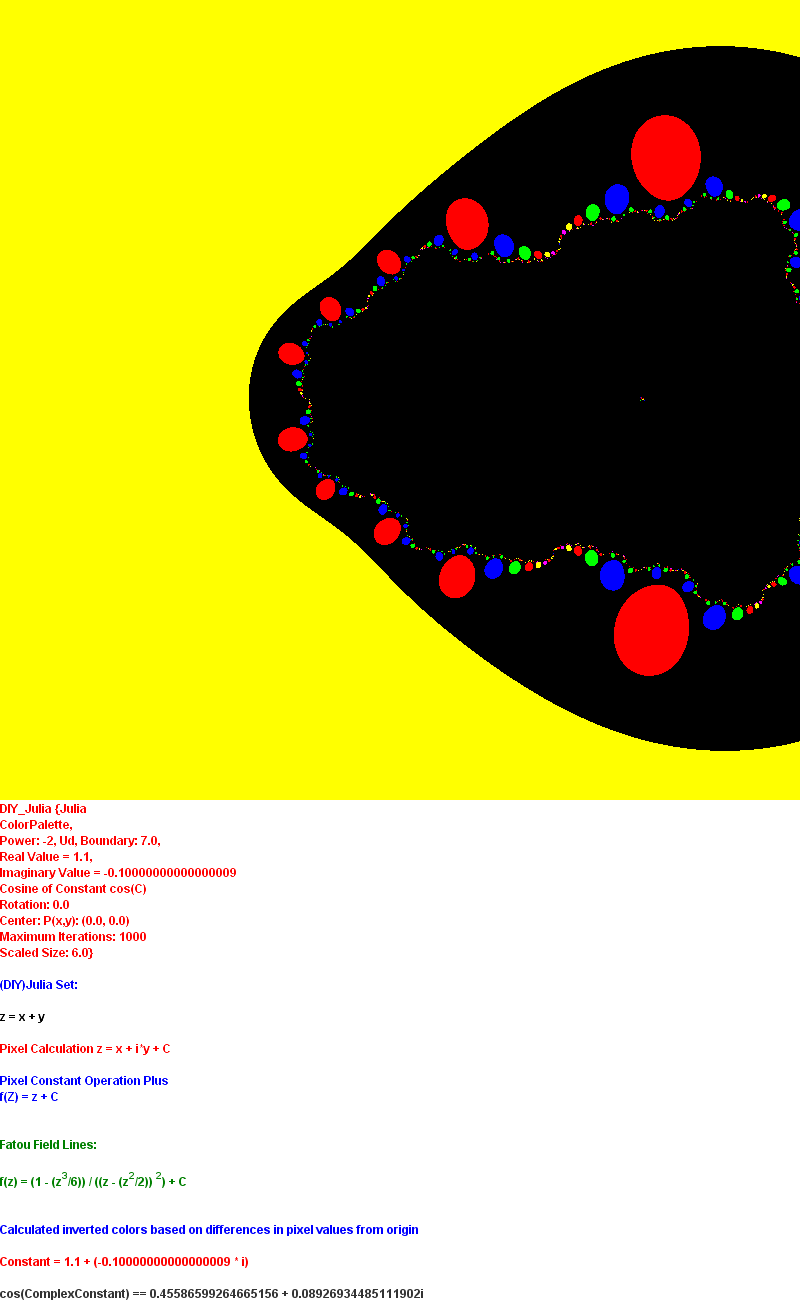 DIY_Julia {Julia
ColorPalette,
Power: -2, Ud, Boundary: 7.0,
Real Value = 1.1,
Imaginary Value = -0.10000000000000009
Cosine of Constant cos(C)
Rotation: 0.0
Center: P(x,y): (0.0, 0.0)
Maximum Iterations: 1000
Scaled Size: 6.0}
(DIY)Julia Set:
z = x + y
Pixel Calculation z = x + i*y + C
Pixel Constant Operation Plus
f(Z) = z + C
Fatou Field Lines:
f(z) = (1 - (z³/6)) / ((z - (z²/2)) ²) + C
Calculated inverted colors based on differences in pixel values from origin
Constant = 1.1 + (-0.10000000000000009 * i)
cos(ComplexConstant) == 0.45586599264665156 + 0.08926934485111902i